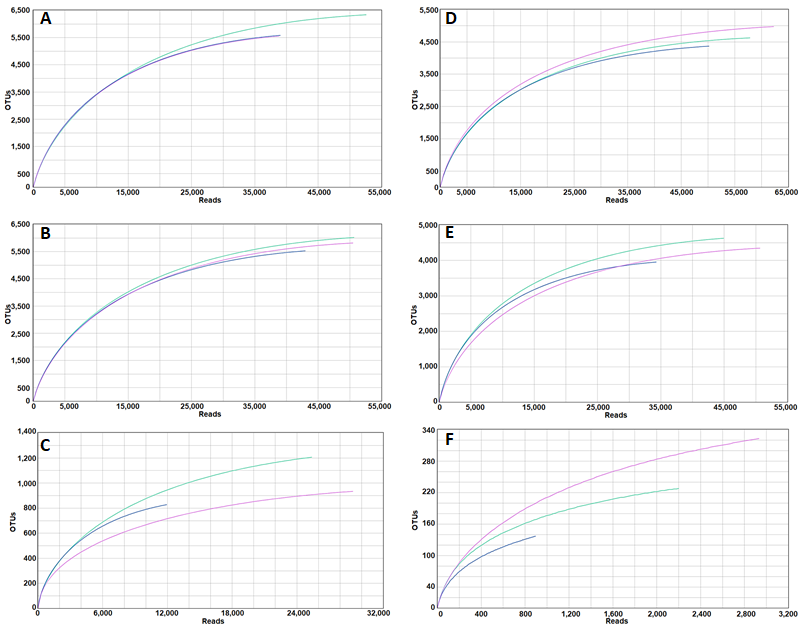 A
6,500
5,500
4,500
3,500
2,500
1,500
500
0
OTUs
0 5,000 15,000 25,000 35,000 45,000 55,000
Reads
D
5,500
4,500
3,500
2,500
1,500
500
0
OTUs
0 5,000 15,000 25,000 35,000 45,000 65,000
Reads
B
6,500
5,500
4,500
3,500
2,500
1,500
500
0
OTUs
0 5,000 15,000 25,000 35,000 45,000 55,000
Reads
E
5,000
4,000
3,000
2,000
1,000
0
OTUs
0 5,000 15,000 25,000 35,000 45,000 55,000
Reads
C
1,400
1,200
1,000
800
600
400
200
0
OTUs
0 6,000 12,000 18,000 24,000 32,000
Reads
F
340
280
220
160
100
40
0
OTUs
0 400 800 1,200 1,600 2,000 2,400 2,800 3,200
Reads